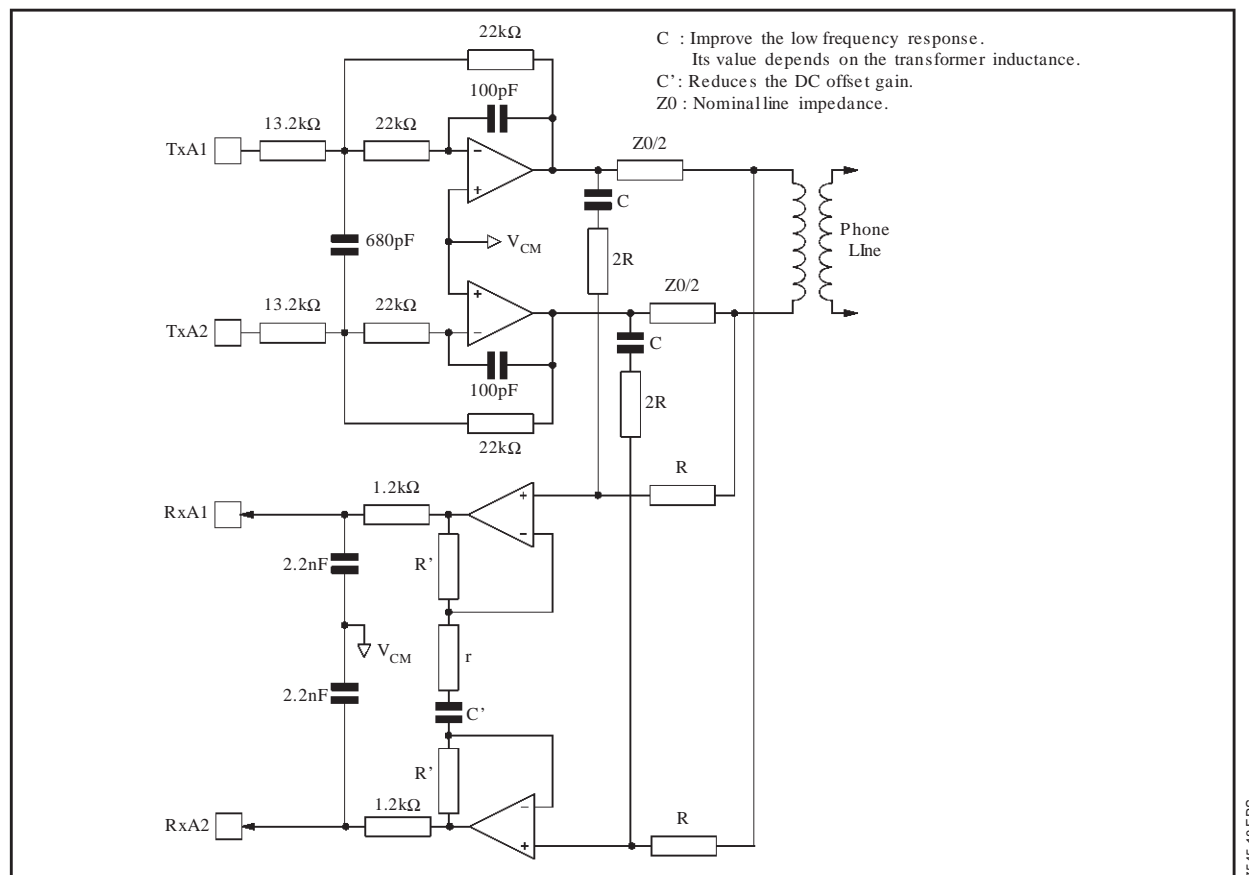 22kΩ
C : Improve the low frequency response.
Its value depends on the transformer inductance.
C': Reduces the DC offset gain.
Z0 : Nominal line impedance.
100pF
13.2kΩ
22kΩ
Z0/2
TxA1
−
+
C
680pF
VCM
2R
Phone
LIne
13.2kΩ
22kΩ
Z0/2
+
−
TxA2
C
100pF
2R
22kΩ
R
1.2kΩ
RxA1
+
−
2.2nF
R'
VCM
r
2.2nF
C'
R'
1.2kΩ
−
+
R
RxA2